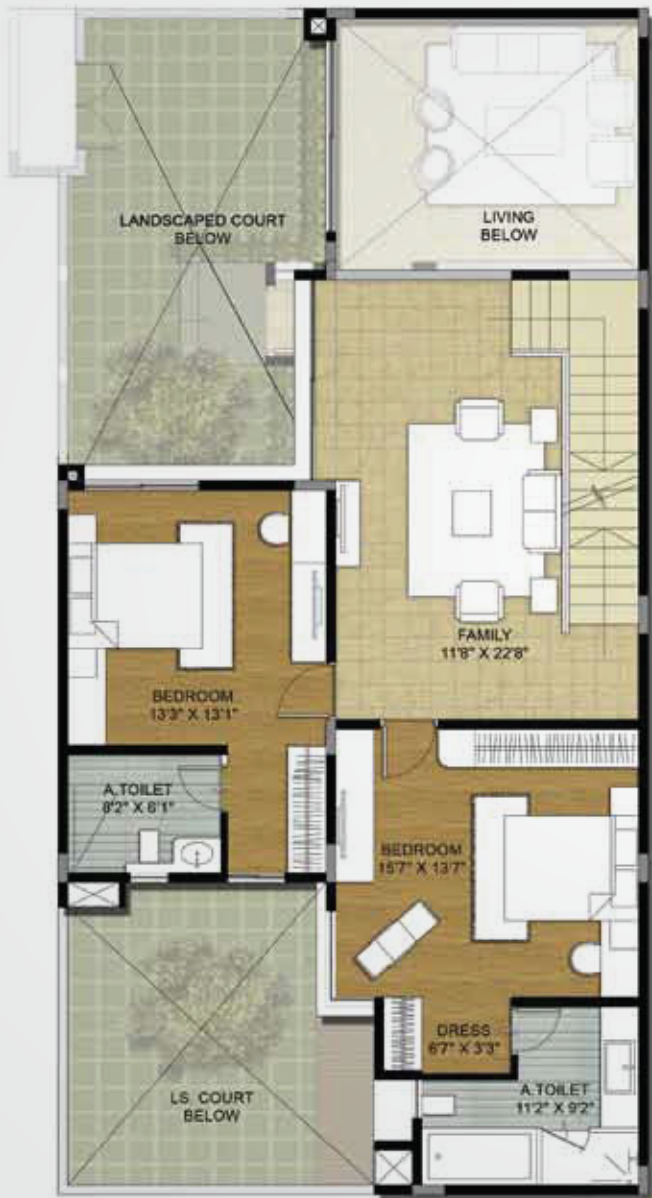 LANDSCAPED COURT
BELOW
LIVING
BELOW
FAMILY
11'8" X 22'8"
BEDROOM
13'3" X 13'1"
A.TOILET
8'2" X 6'1"
BEDROOM
15'7" X 13'7"
DRESS
6'7" X 3'3"
A.TOILET
11'2" X 9'2"
LS. COURT
BELOW